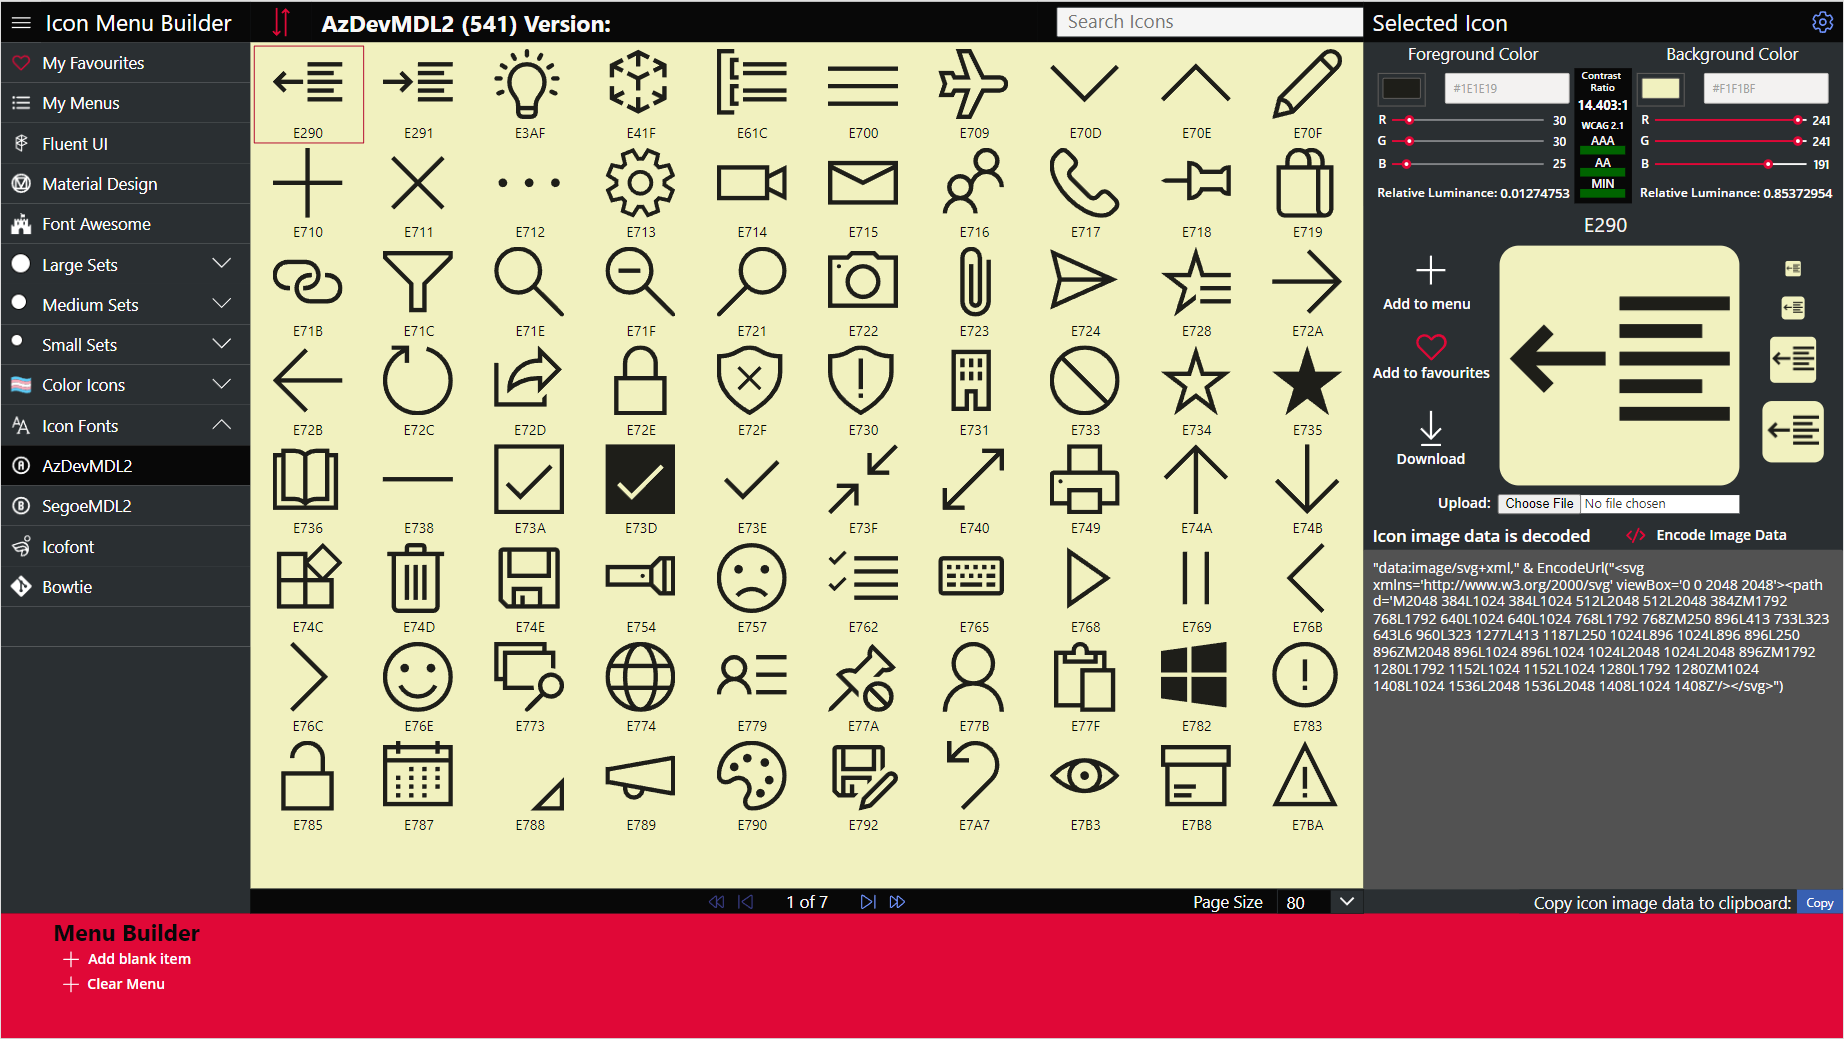 Icon Menu Builder
My Favourites
My Menus
Fluent UI
Material Design
Font Awesome
Large Sets
Medium Sets
Small Sets
Color Icons
Icon Fonts
AzDevMDL2
SegoeMDL2
Icofont
Bowtie
AzDevMDL2 (541) Version:
Search Icons
E290 E291 E3AF E41F E61C E700 E709 E70D E70E E70F
E710 E711 E712 E713 E714 E715 E716 E717 E718 E719
E71B E71C E71E E71F E721 E722 E723 E724 E728 E72A
E72B E72C E72D E72E E72F E730 E731 E733 E734 E735
E736 E738 E73A E73D E73E E73F E740 E749 E74A E74B
E74C E74D E74E E754 E757 E762 E765 E768 E769 E76B
E76C E76E E773 E774 E779 E77A E77B E77F E782 E783
E785 E787 E788 E789 E790 E792 E7A7 E7B3 E7B8 E7BA
1 of 7
Page Size 80
Selected Icon
Foreground Color
#1E1E19
R 30
G 30
B 25
Relative Luminance: 0.01274753
Contrast
Ratio
14.403:1
WCAG 2.1
AAA
AA
MIN
Background Color
#F1F1BF
R 241
G 241
B 191
Relative Luminance: 0.85372954
E290
Add to menu
Add to favourites
Download
Upload: Choose File No file chosen
Icon image data is decoded
Encode Image Data
"data:image/svg+xml," & EncodeUrl("<svg
xmlns='http://www.w3.org/2000/svg' viewBox='0 0 2048 2048'><path
d='M2048 384L1024 384L1024 512L2048 512L2048 384ZM1792
768L1792 640L1024 640L1024 768L1792 768ZM250 896L413 733L323
643L6 960L323 1277L413 1187L250 1024L896 1024L896 896L250
896ZM2048 896L1024 896L1024 1024L2048 1024L2048 896ZM1792
1280L1792 1152L1024 1152L1024 1280L1792 1280ZM1024
1408L1024 1536L2048 1536L2048 1408L1024 1408Z'/></svg>")
Copy icon image data to clipboard: Copy
Menu Builder
Add blank item
Clear Menu